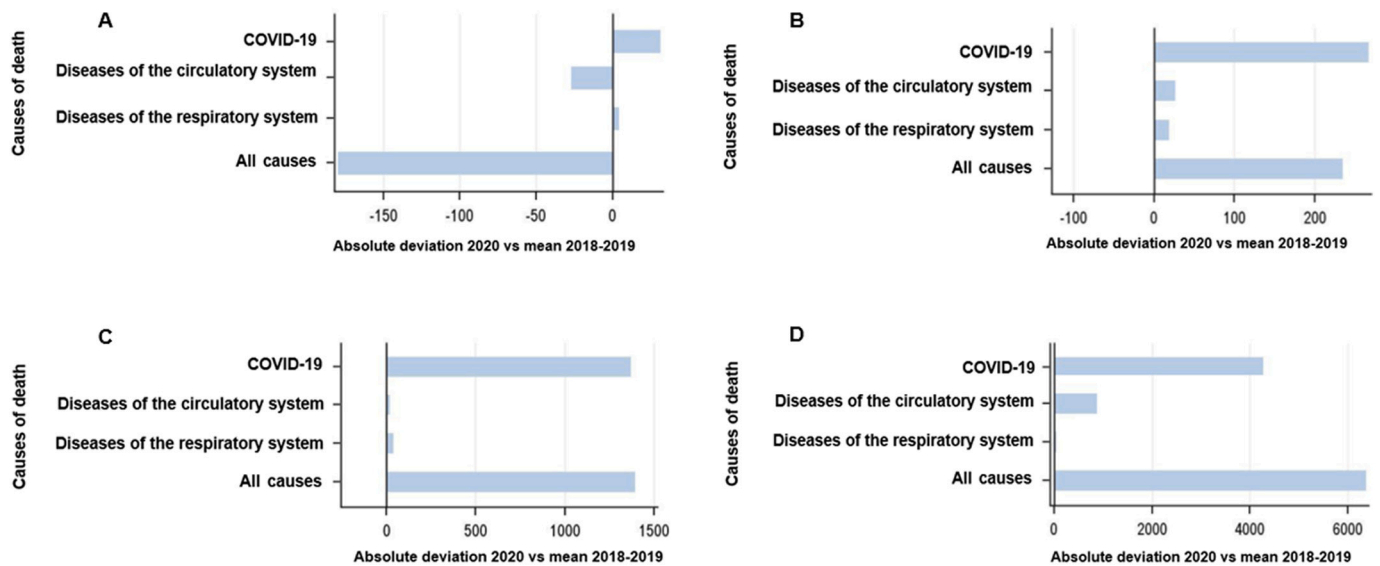 A
Causes of death
COVID-19
Diseases of the circulatory system
Diseases of the respiratory system
All causes
-150 -100 -50 0
Absolute deviation 2020 vs mean 2018-2019
B
Causes of death
COVID-19
Diseases of the circulatory system
Diseases of the respiratory system
All causes
-100 0 100 200
Absolute deviation 2020 vs mean 2018-2019
C
Causes of death
COVID-19
Diseases of the circulatory system
Diseases of the respiratory system
All causes
0 500 1000 1500
Absolute deviation 2020 vs mean 2018-2019
D
Causes of death
COVID-19
Diseases of the circulatory system
Diseases of the respiratory system
All causes
0 2000 4000 6000
Absolute deviation 2020 vs mean 2018-2019